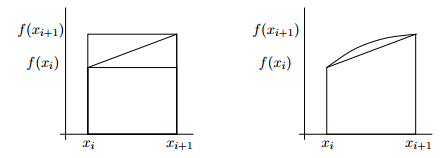 f(x_{i+1})
f(x_i)
x_i x_{i+1}
f(x_{i+1})
f(x_i)
x_i x_{i+1}